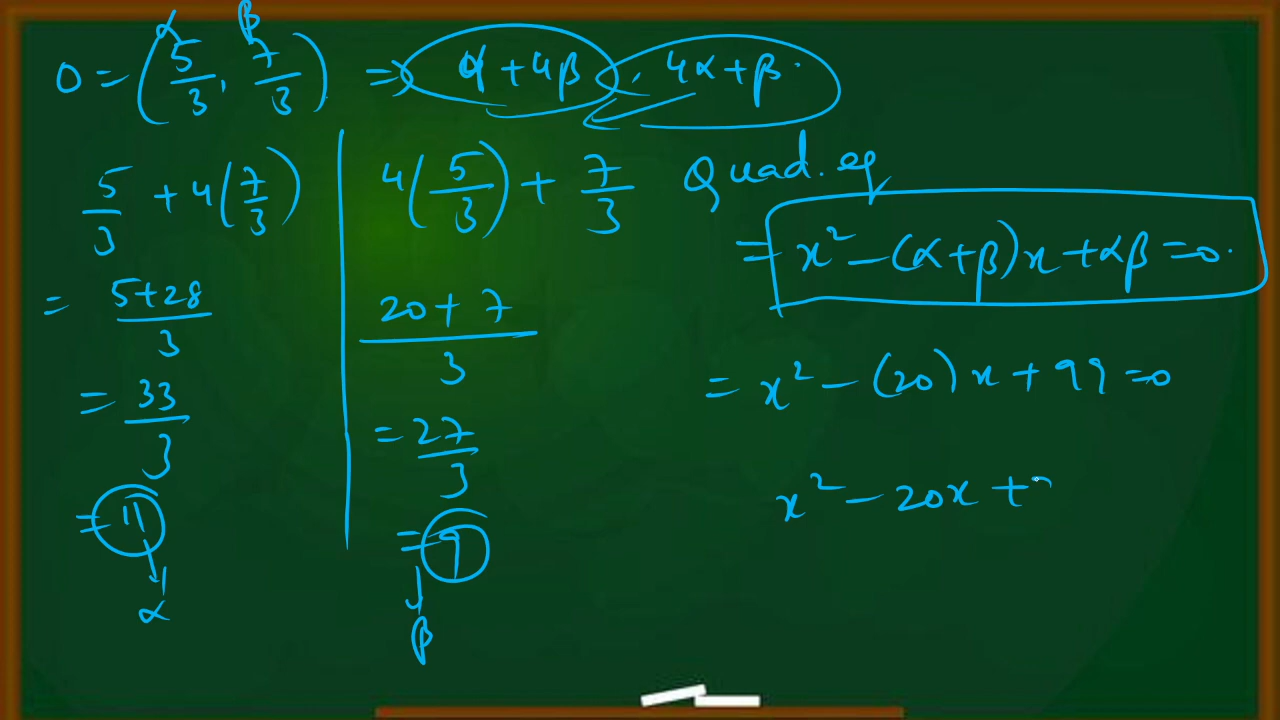 α β
O = (5/3, 7/3) ⇒ α + 4β, 4α + β.
5/3 + 4(7/3)
= 5+28/3
= 33/3
= 11
α
4(5/3) + 7/3
20 + 7/3
= 27/3
= 9
β
Quad. eq
= x² - (α+β)x + αβ = 0.
= x² - (20)x + 99 = 0
x² - 20x +